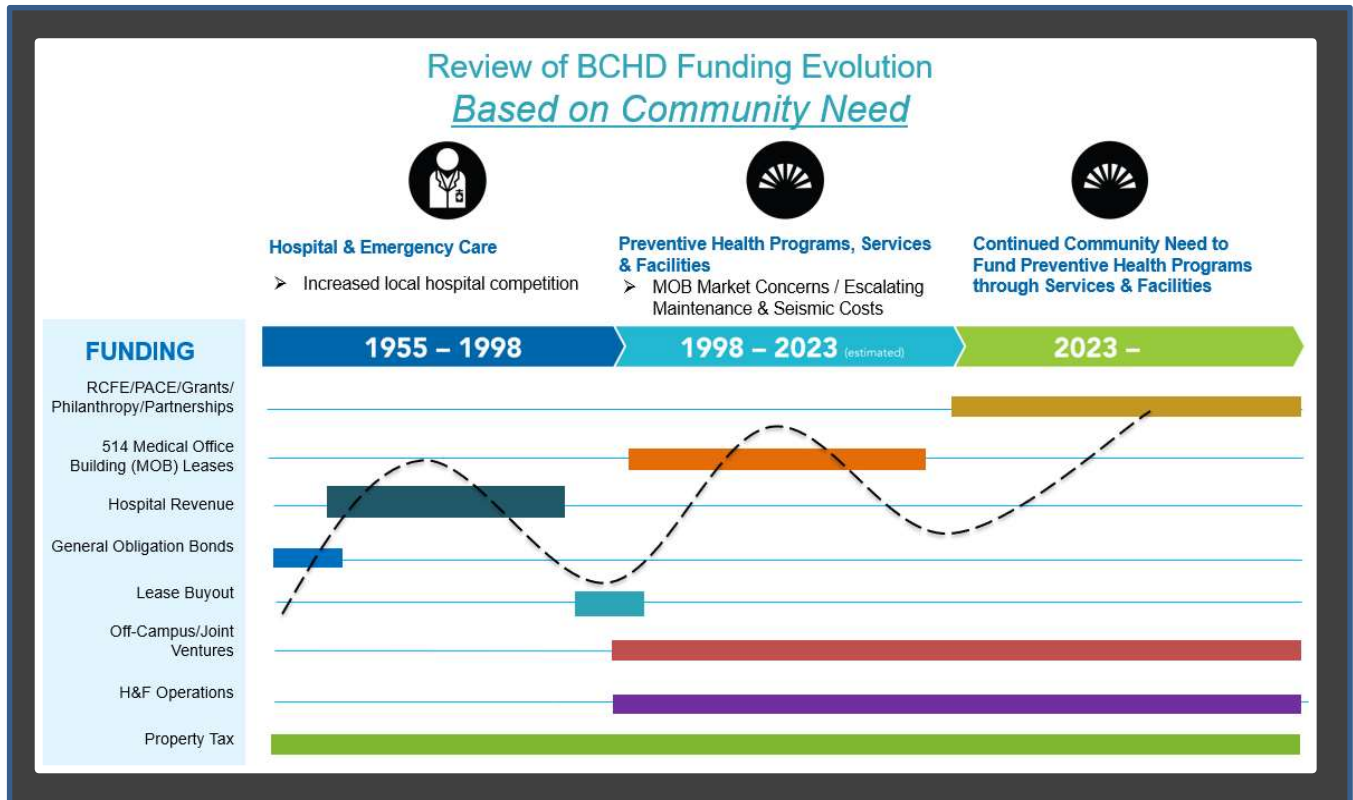 Review of BCHD Funding Evolution
Based on Community Need
Hospital & Emergency Care
➢ Increased local hospital competition
Preventive Health Programs, Services
& Facilities
➢ MOB Market Concerns / Escalating
Maintenance & Seismic Costs
Continued Community Need to
Fund Preventive Health Programs
through Services & Facilities
FUNDING
1955 – 1998
1998 – 2023 (estimated)
2023 –
RCFE/PACE/Grants/
Philanthropy/Partnerships
514 Medical Office
Building (MOB) Leases
Hospital Revenue
General Obligation Bonds
Lease Buyout
Off-Campus/Joint
Ventures
H&F Operations
Property Tax